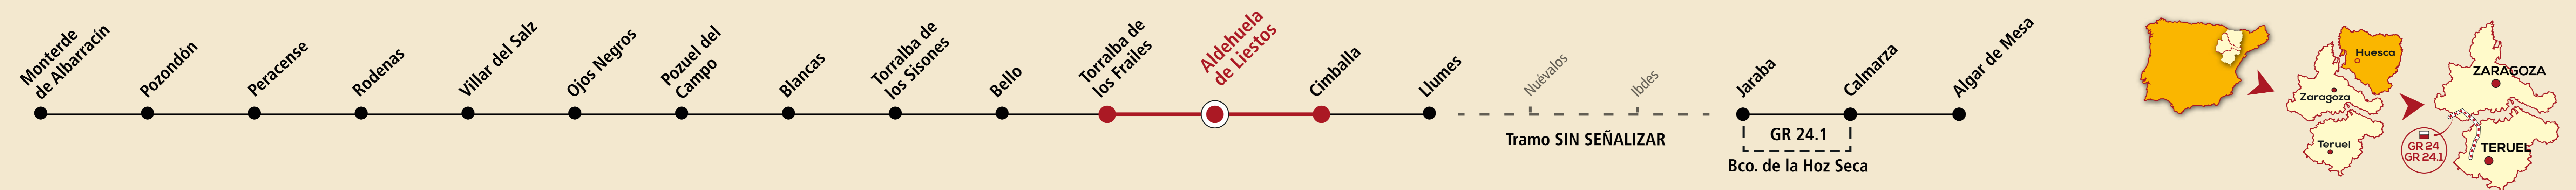 Monterde
de Albarracín
Pozondón
Peracense
Rodenas
Villar del Salz
Ojos Negros
Pozuel del
Campo
Blancas
Torralba de
los Sisones
Bello
Torralba de
los Frailes
Aldehuela
de Liestos
Cimballa
Llumes
Nuévalos
Ibdes
Tramo SIN SEÑALIZAR
Jaraba
Calmarza
Algar de Mesa
GR 24.1
Bco. de la Hoz Seca
Huesca
Zaragoza
Teruel
ZARAGOZA
TERUEL
GR 24
GR 24.1